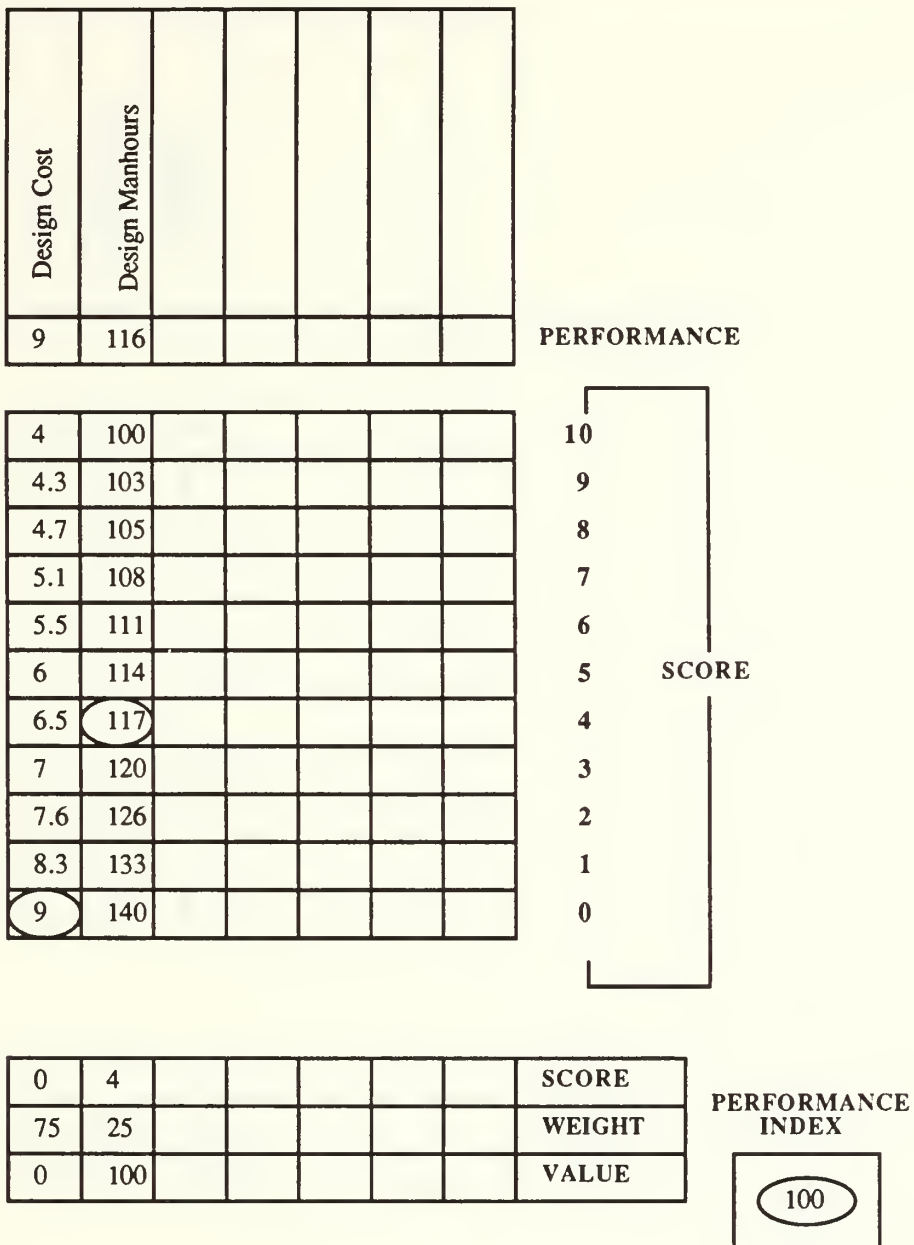 Design Cost
Design Manhours
9 116 PERFORMANCE
4 100 10
4.3 103 9
4.7 105 8
5.1 108 7
5.5 111 6
6 114 5 SCORE
6.5 117 4
7 120 3
7.6 126 2
8.3 133 1
9 140 0
0 4 SCORE
75 25 WEIGHT
0 100 VALUE
PERFORMANCE
INDEX
100